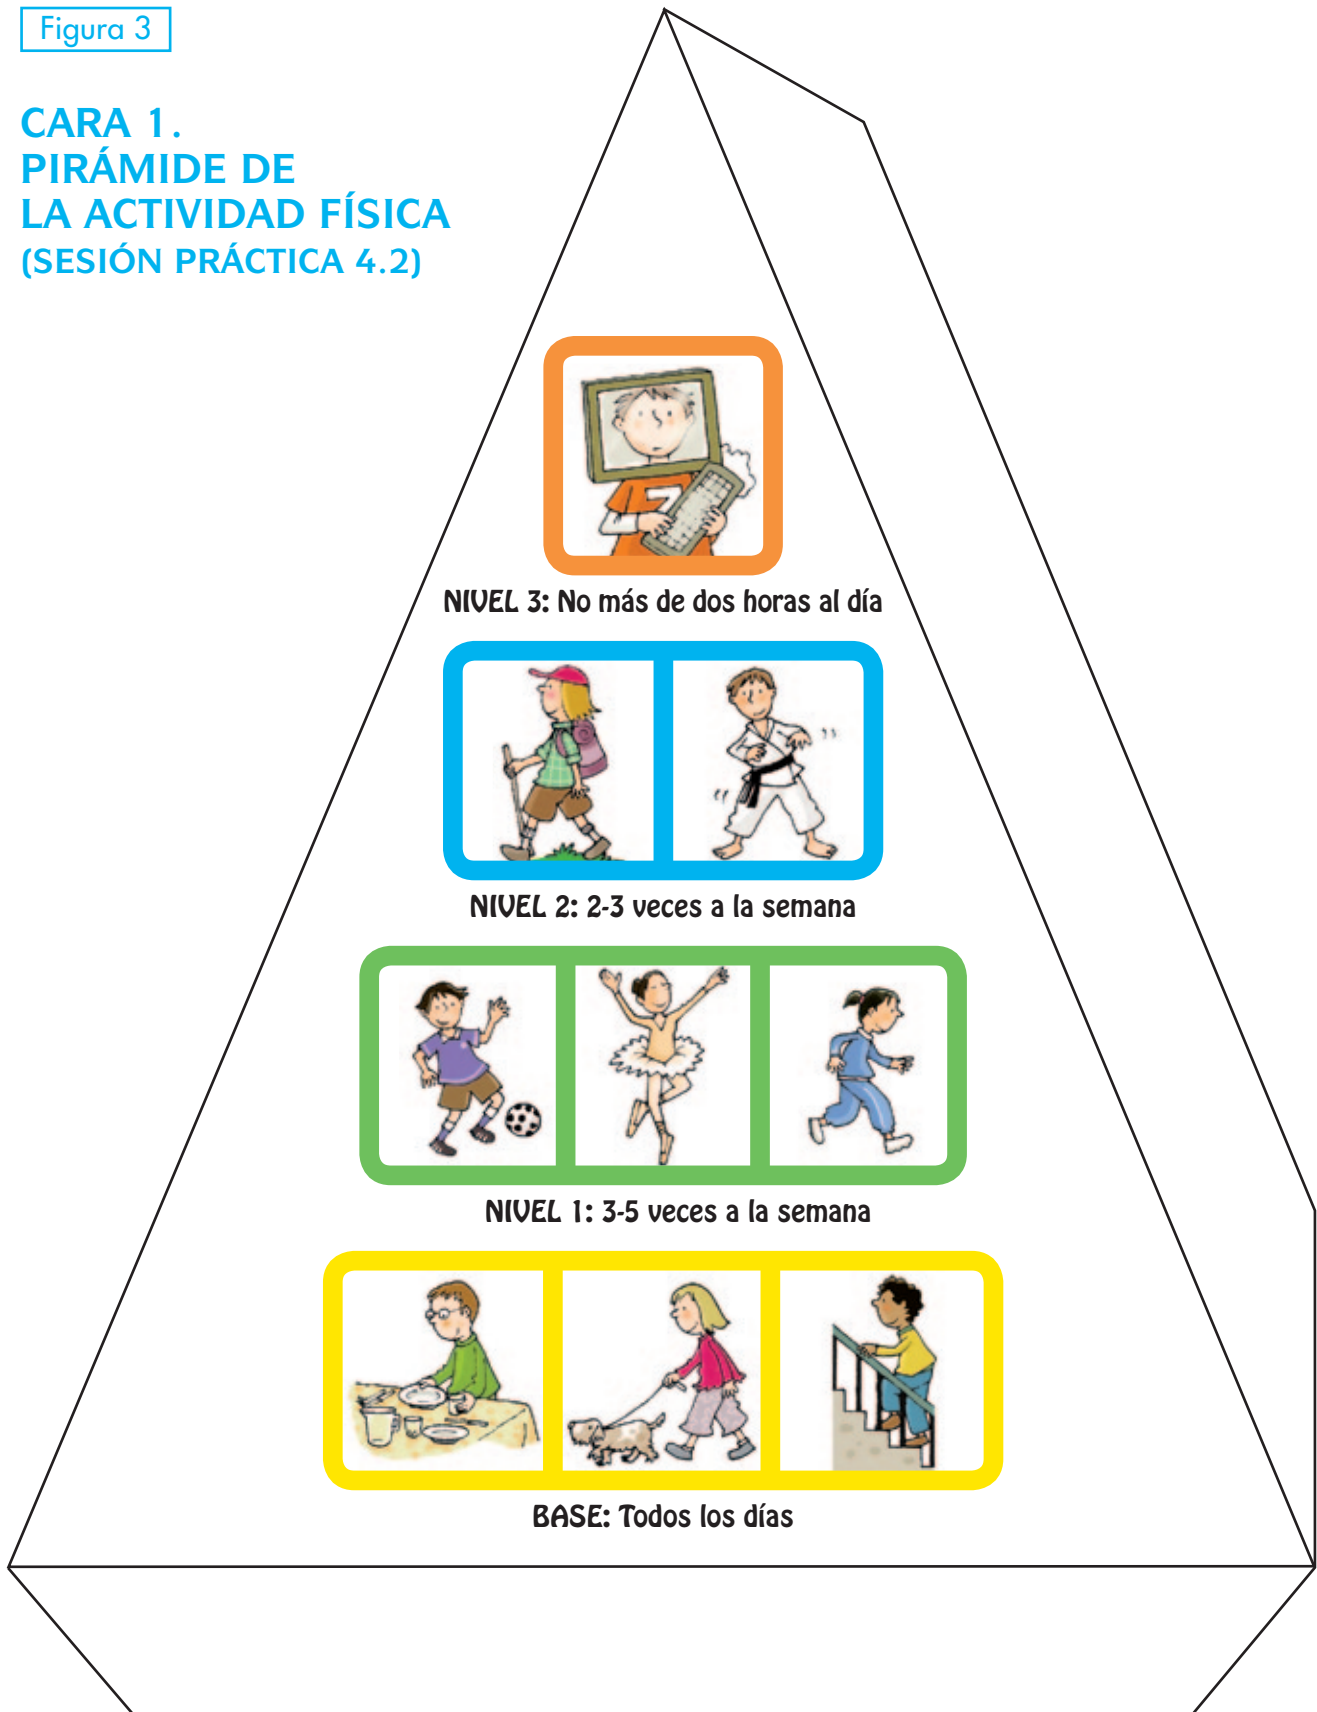 Figura 3
CARA 1.
PIRÁMIDE DE
LA ACTIVIDAD FÍSICA
(SESIÓN PRÁCTICA 4.2)
NIVEL 3: No más de dos horas al día
NIVEL 2: 2-3 veces a la semana
NIVEL 1: 3-5 veces a la semana
BASE: Todos los días